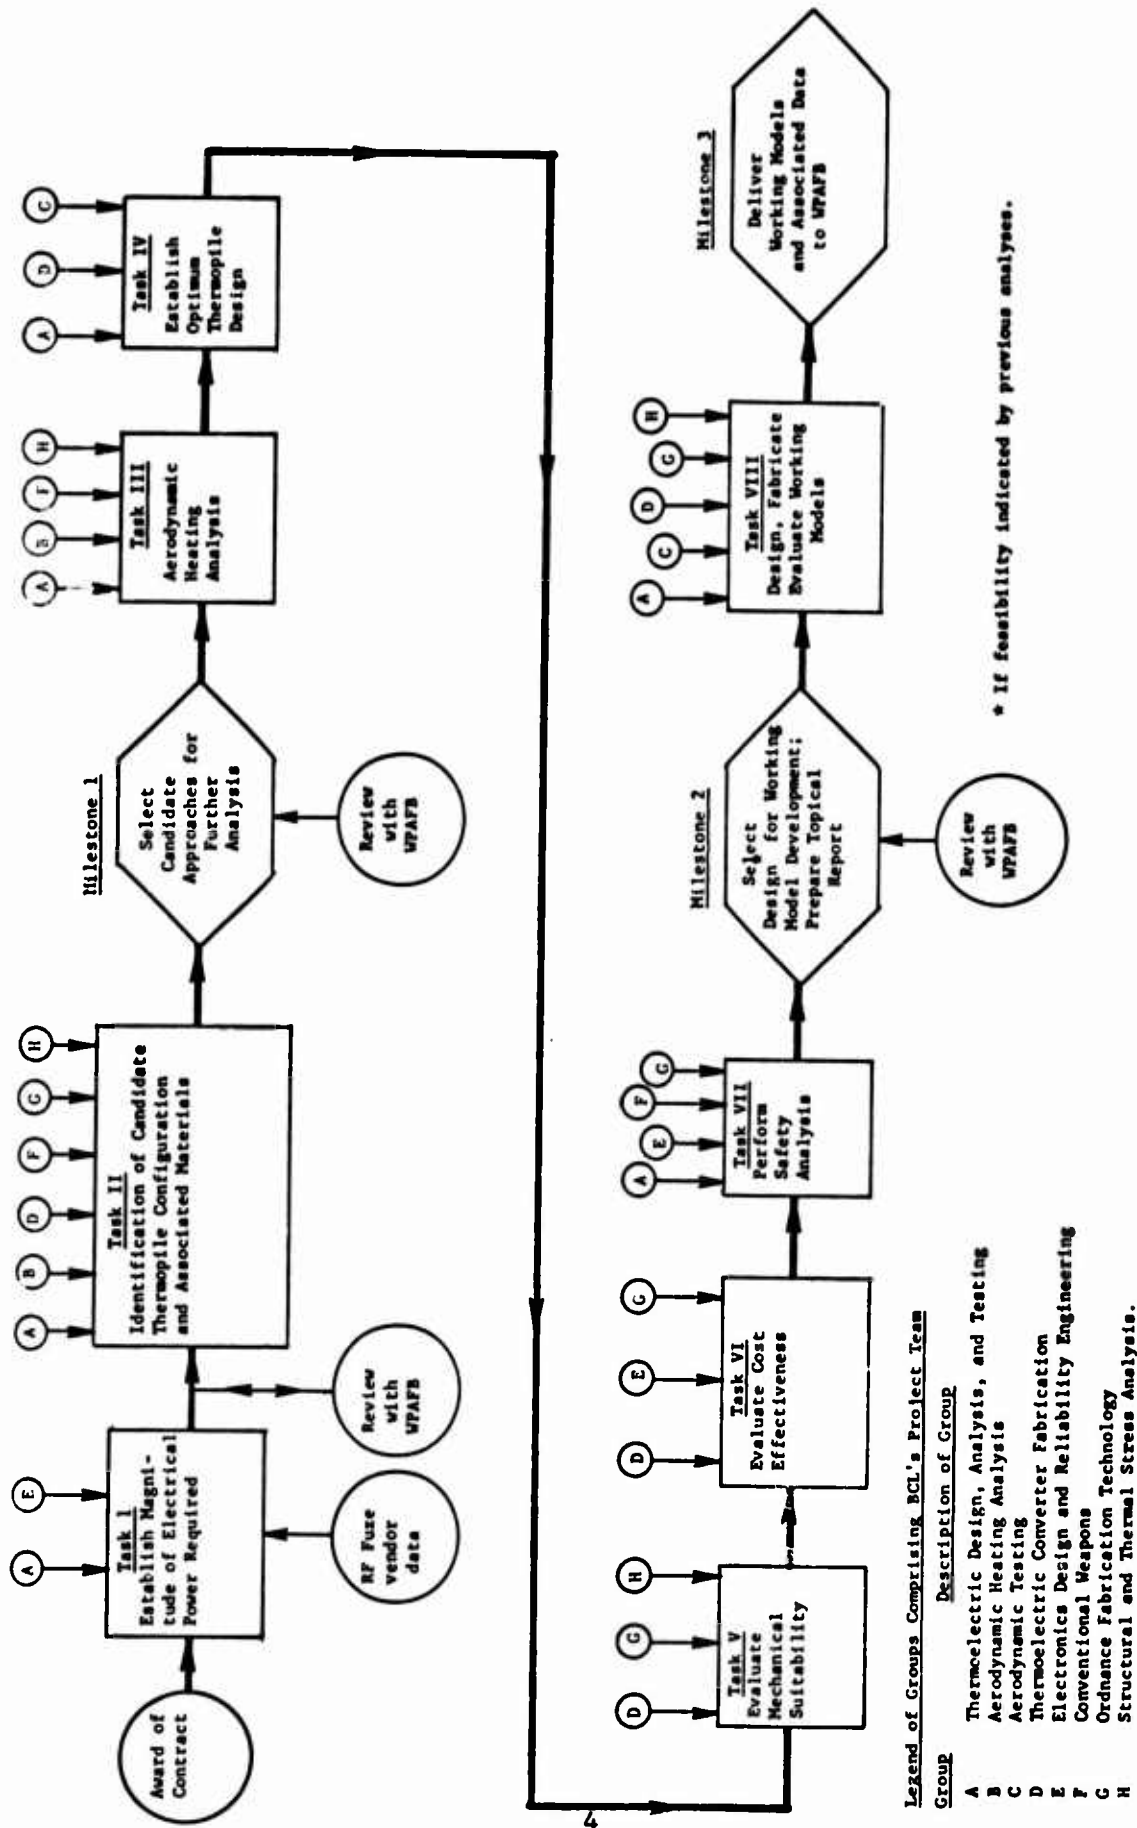 A
E
Task I
Establish Magni-
tude of Electrical
Power Required
Award of
Contract
RF Fuze
vendor
data
Review
with
WPAFB
A
B
D
F
G
H
Task II
Identification of Candidate
Thermopile Configuration
and Associated Materials
Milestone 1
Select
Candidate
Approaches for
Further
Analysis
Review
with
WPAFB
A
B
F
H
Task III
Aerodynamic
Heating
Analysis
A
D
G
Task IV
Establish
Optimum
Thermopile
Design
D
G
H
Task V
Evaluate
Mechanical
Suitability
D
E
G
Task VI
Evaluate Cost
Effectiveness
A
E
F
G
Task VII
Perform
Safety
Analysis
Milestone 2
Select
Design for Working
Model Development;
Prepare Topical
Report
Review
with
WPAFB
A
C
D
G
H
Task VIII
Design, Fabricate
Evaluate Working
Models
Milestone 3
Deliver
Working Models
and Associated Data
to WPAFB
* If feasibility indicated by previous analyses.
Legend of Groups Comprising BCL's Project Team
Group Description of Group
A Thermoelectric Design, Analysis, and Testing
B Aerodynamic Heating Analysis
C Aerodynamic Testing
D Thermoelectric Converter Fabrication
E Electronics Design and Reliability Engineering
F Conventional Weapons
G Ordnance Fabrication Technology
H Structural and Thermal Stress Analysis.
4